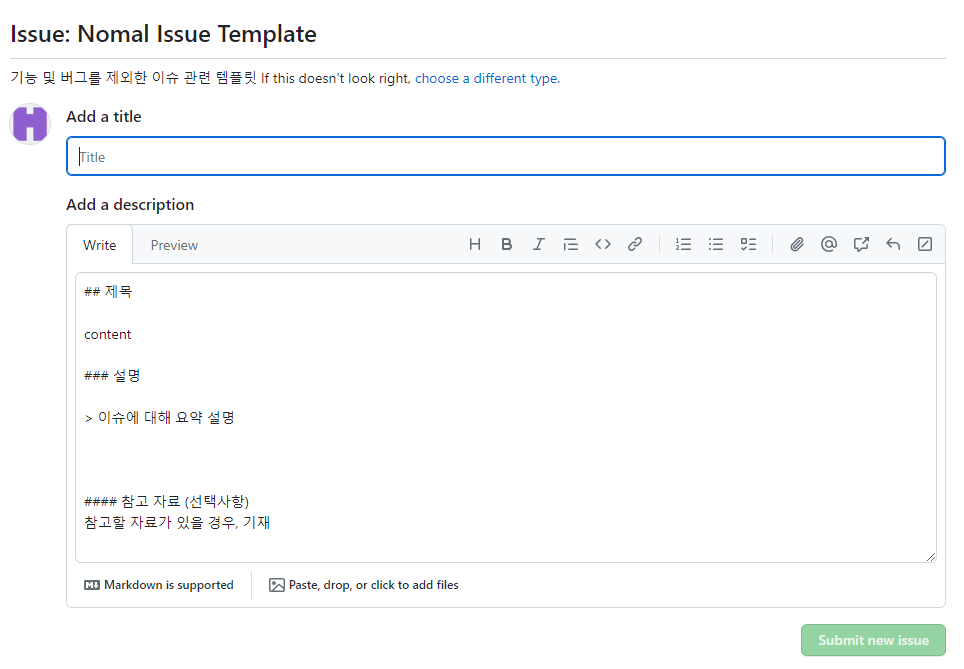 Issue: Nomal Issue Template
기능 및 버그를 제외한 이슈 관련 템플릿 If this doesn't look right, choose a different type.
Add a title
Title
Add a description
Write Preview
## 제목
content
### 설명
> 이슈에 대해 요약 설명
#### 참고 자료 (선택사항)
참고할 자료가 있을 경우, 기재
Markdown is supported Paste, drop, or click to add files
Submit new issue